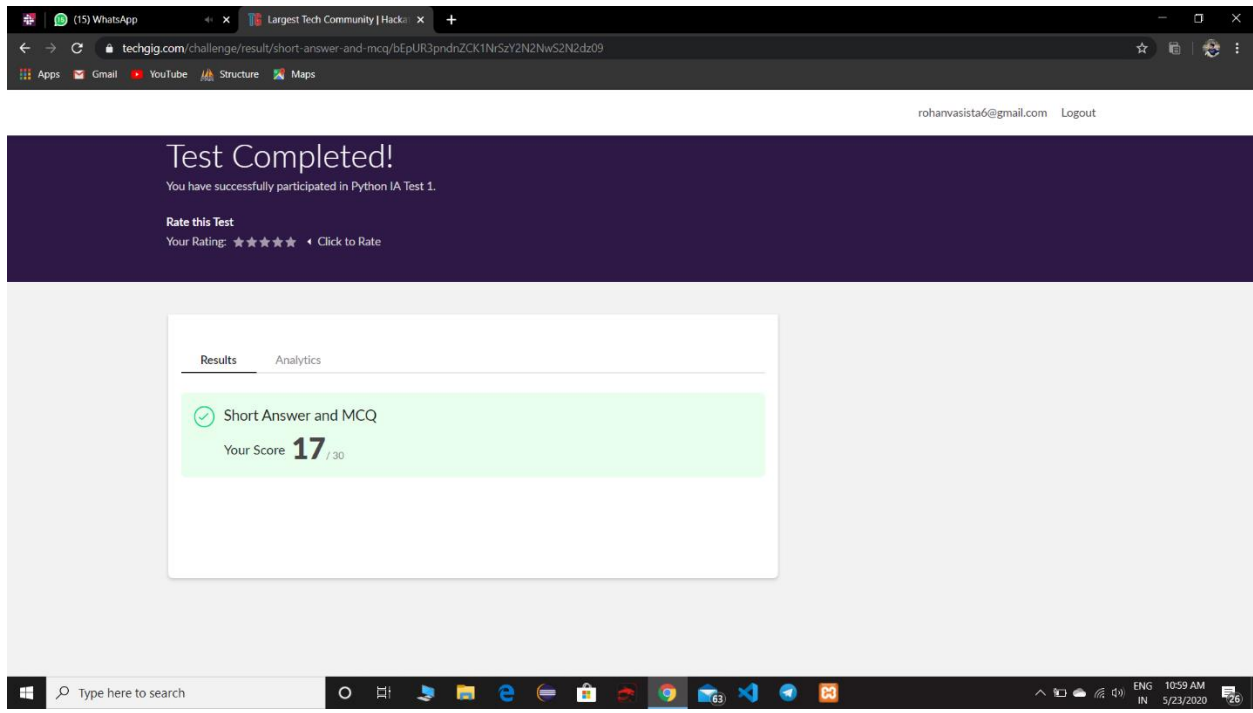 (15) WhatsApp
Largest Tech Community | Hacka
techgig.com/challenge/result/short-answer-and-mcq/bEpUR3pndnZCK1NrSzY2N2NwS2N2dz09
Apps Gmail YouTube Structure Maps
rohanvasista6@gmail.com Logout
Test Completed!
You have successfully participated in Python IA Test 1.
Rate this Test
Your Rating: Click to Rate
Results Analytics
Short Answer and MCQ
Your Score 17 / 30
Type here to search
63
ENG 10:59 AM
IN 5/23/2020
26